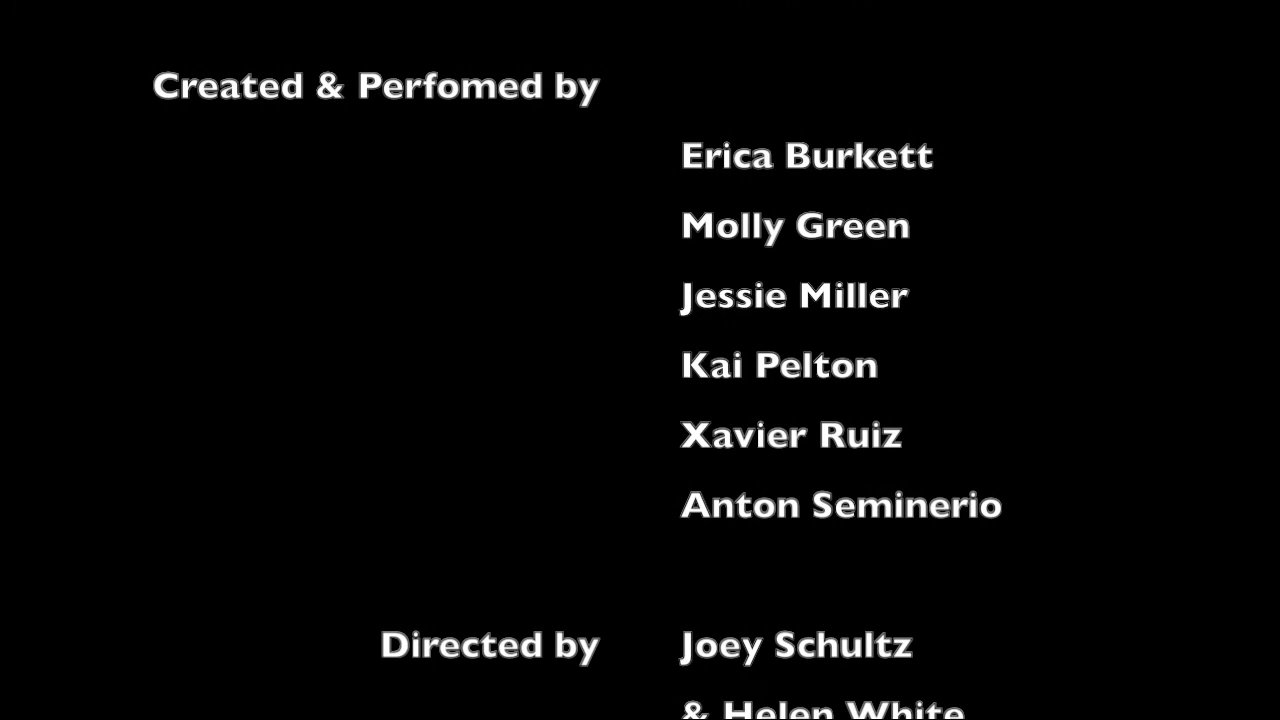 Created & Perfomed by
Erica Burkett
Molly Green
Jessie Miller
Kai Pelton
Xavier Ruiz
Anton Seminerio
Directed by Joey Schultz
& Helen White